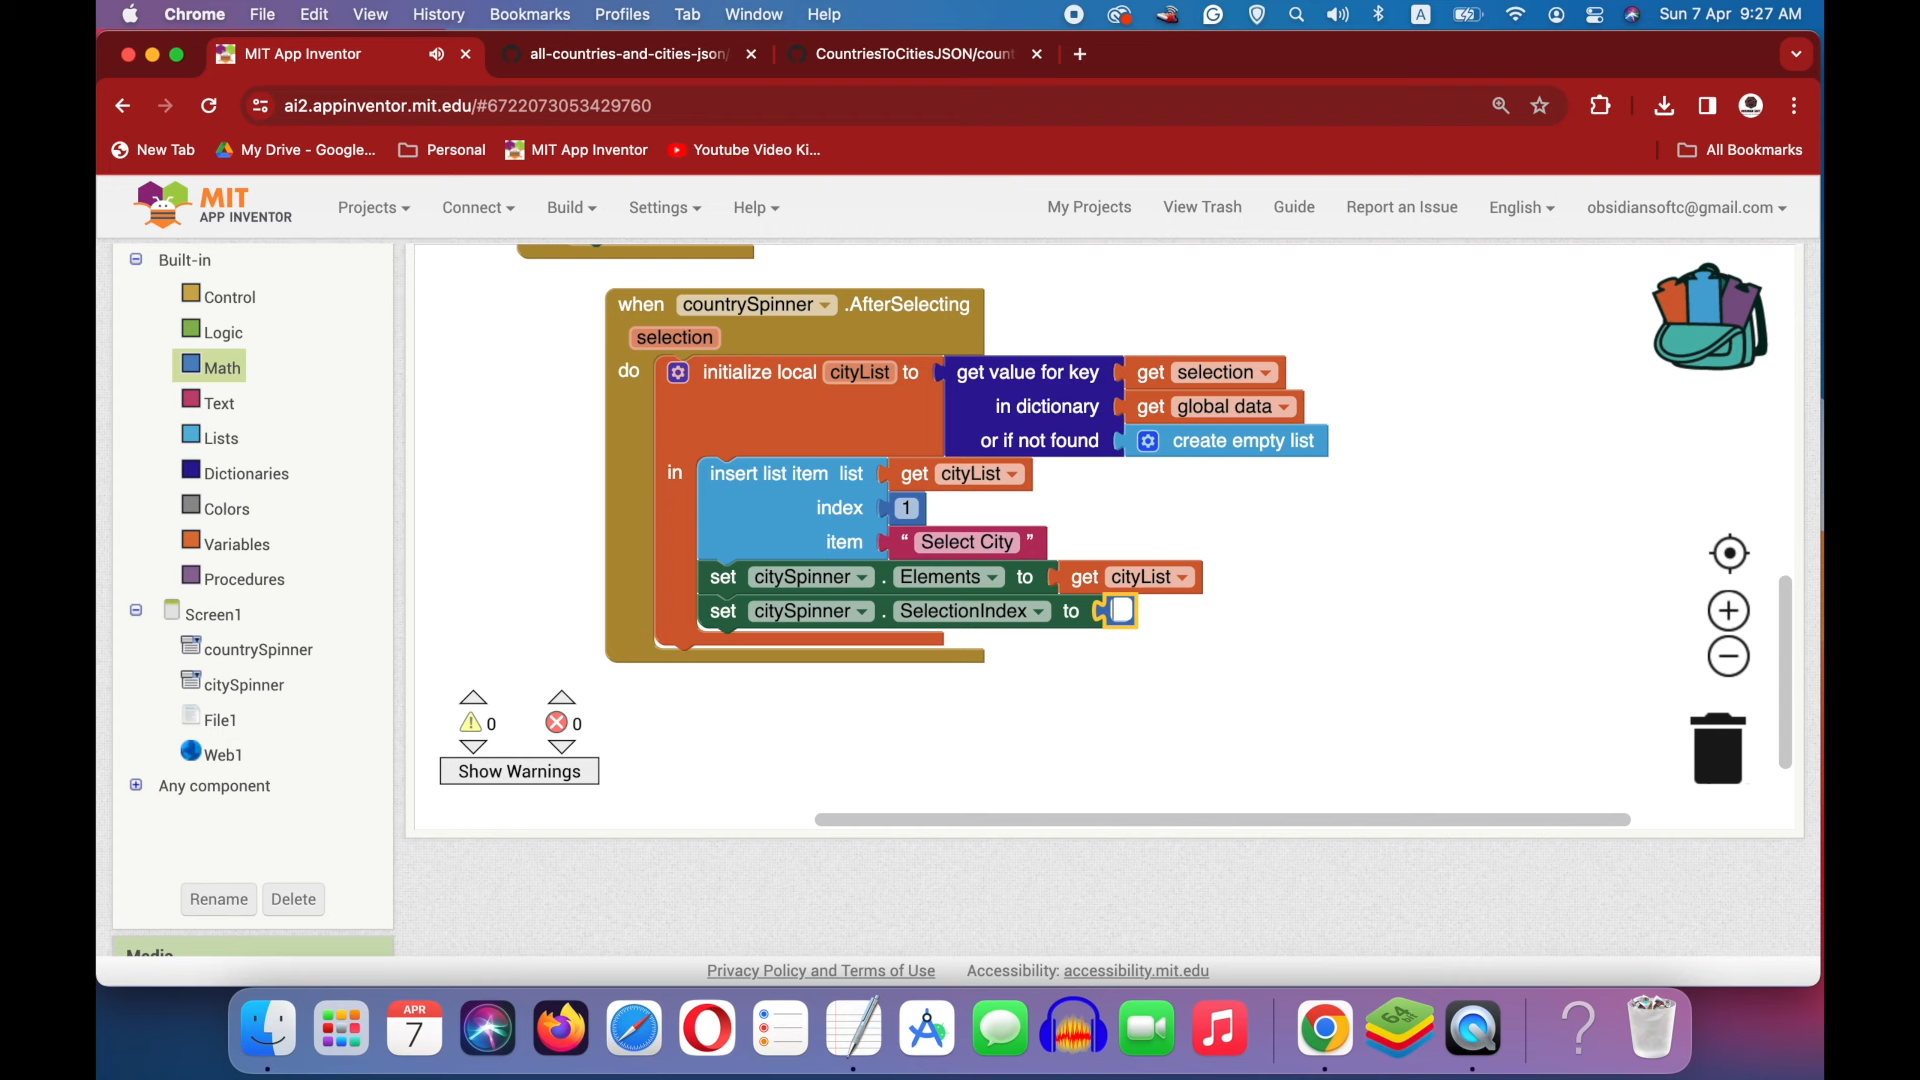 Chrome File Edit View History Bookmarks Profiles Tab Window Help A Sun 7 Apr 9:27 AM
MIT App Inventor all-countries-and-cities-json/ CountriesToCitiesJSON/count
ai2.appinventor.mit.edu/#6722073053429760
New Tab My Drive - Google... Personal MIT App Inventor Youtube Video Ki... All Bookmarks
MIT
APP INVENTOR
Projects Connect Build Settings Help My Projects View Trash Guide Report an Issue English obsidiansoftc@gmail.com
Built-in
Control
Logic
Math
Text
Lists
Dictionaries
Colors
Variables
Procedures
Screen1
countrySpinner
citySpinner
File1
Web1
Any component
Rename Delete
when countrySpinner .AfterSelecting
selection
do initialize local cityList to get value for key get selection
in dictionary get global data
or if not found create empty list
in insert list item list get cityList
index 1
item “ Select City ”
set citySpinner . Elements to get cityList
set citySpinner . SelectionIndex to
0 0
Show Warnings
Privacy Policy and Terms of Use Accessibility: accessibility.mit.edu
APR
7
64
bit
?